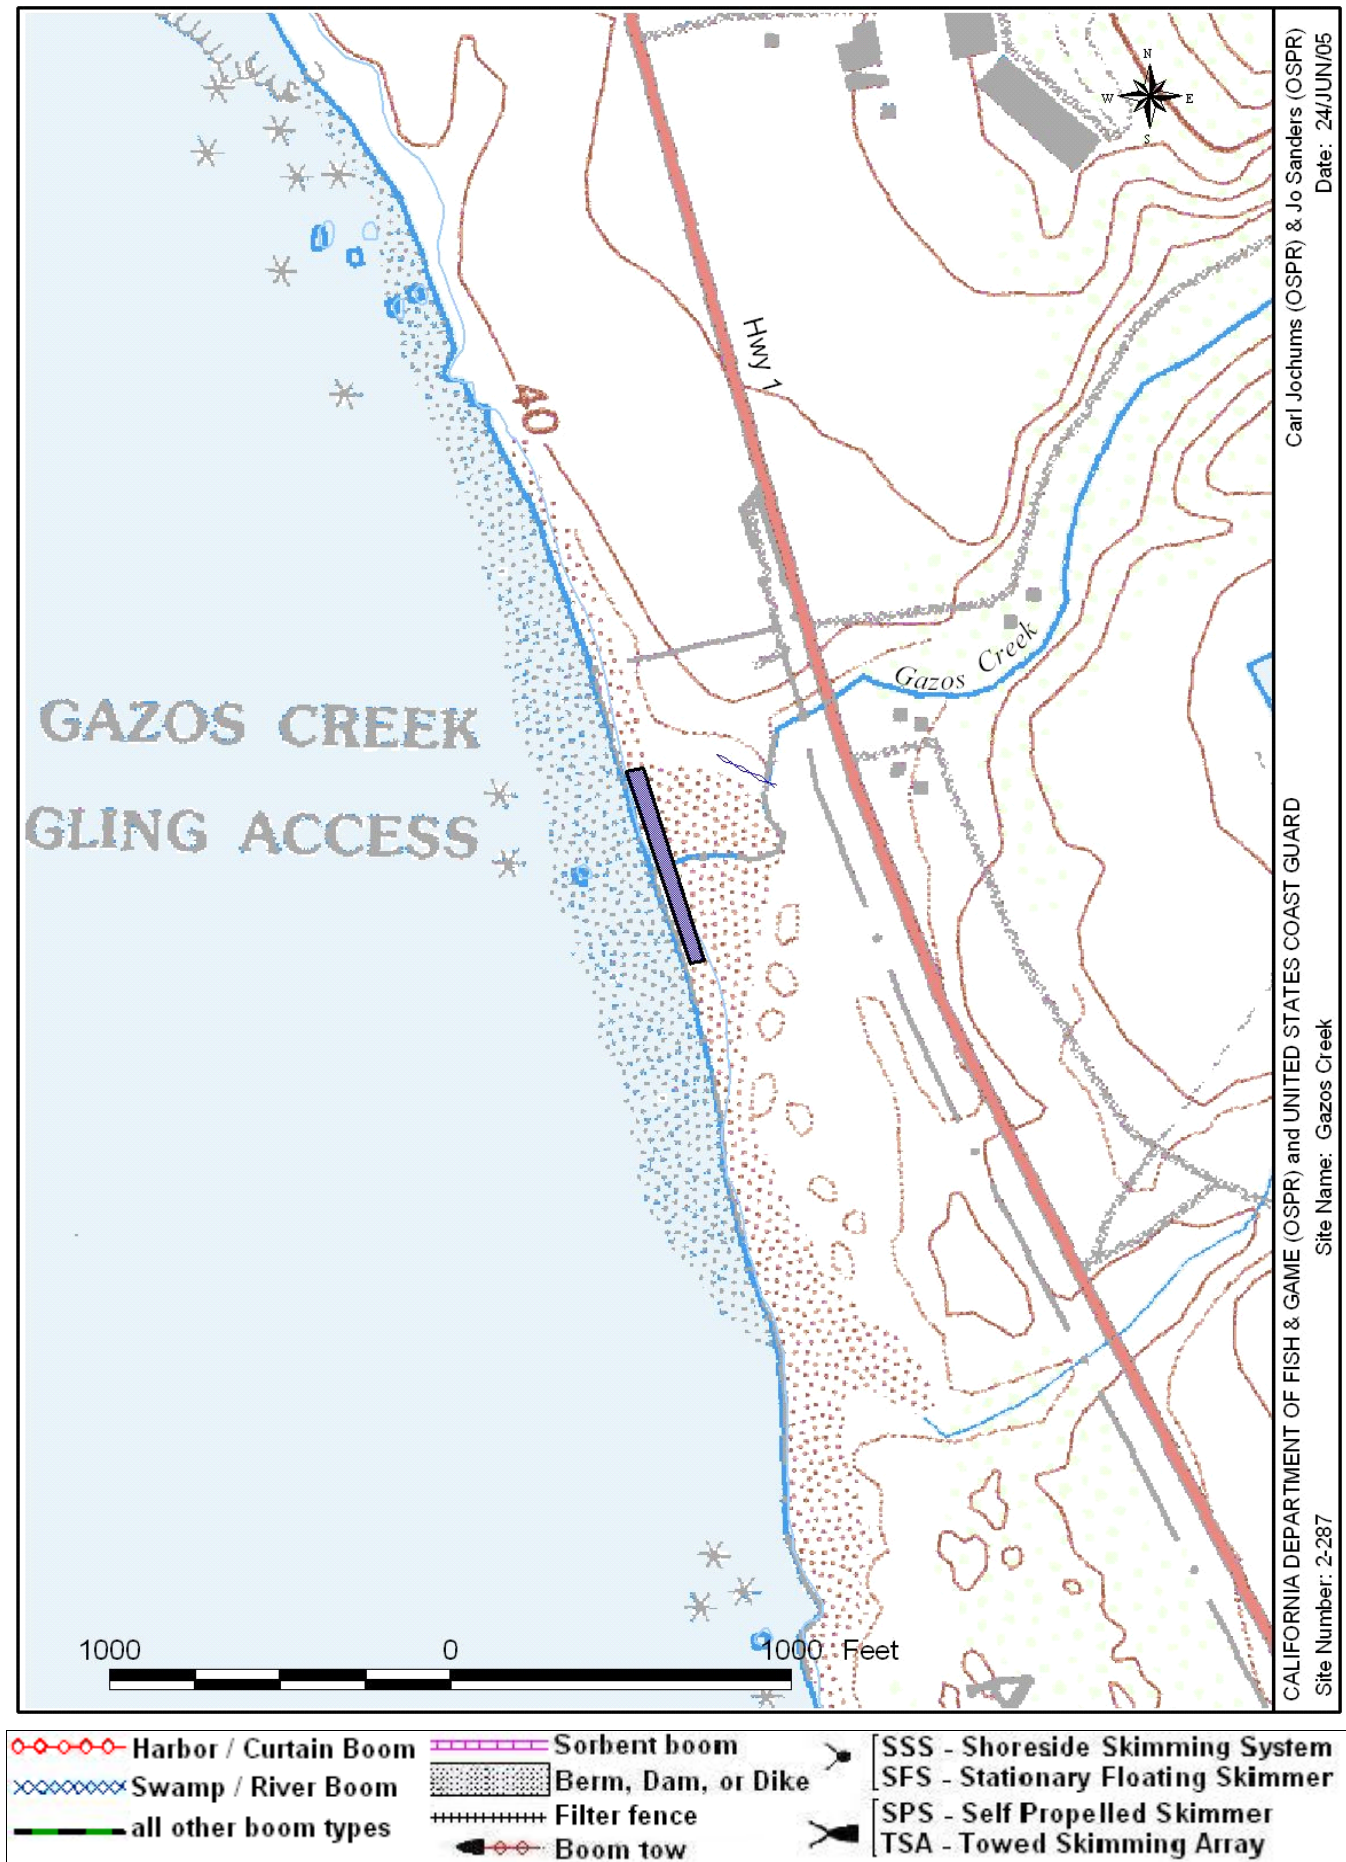 N
W E
S
Hwy 1
40
Gazos Creek
GAZOS CREEK
GLING ACCESS
1000 0 1000 Feet
CALIFORNIA DEPARTMENT OF FISH & GAME (OSPR) and UNITED STATES COAST GUARD Carl Jochums (OSPR) & Jo Sanders (OSPR)
Site Number: 2-287 Site Name: Gazos Creek Date: 24/JUN/05
Harbor / Curtain Boom
Swamp / River Boom
all other boom types
Sorbent boom
Berm, Dam, or Dike
Filter fence
Boom tow
SSS - Shoreside Skimming System
SFS - Stationary Floating Skimmer
SPS - Self Propelled Skimmer
TSA - Towed Skimming Array